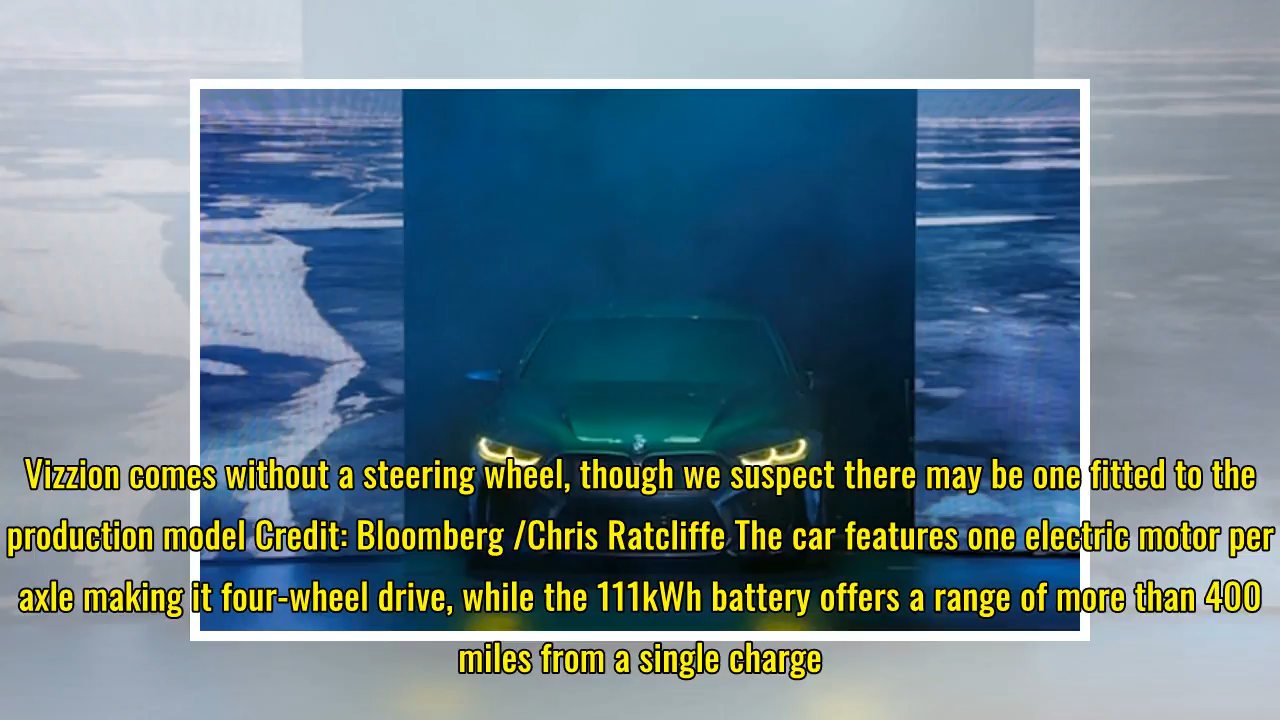 Vizzion comes without a steering wheel, though we suspect there may be one fitted to the
production model Credit: Bloomberg /Chris Ratcliffe The car features one electric motor per
axle making it four-wheel drive, while the 111kWh battery offers a range of more than 400
miles from a single charge